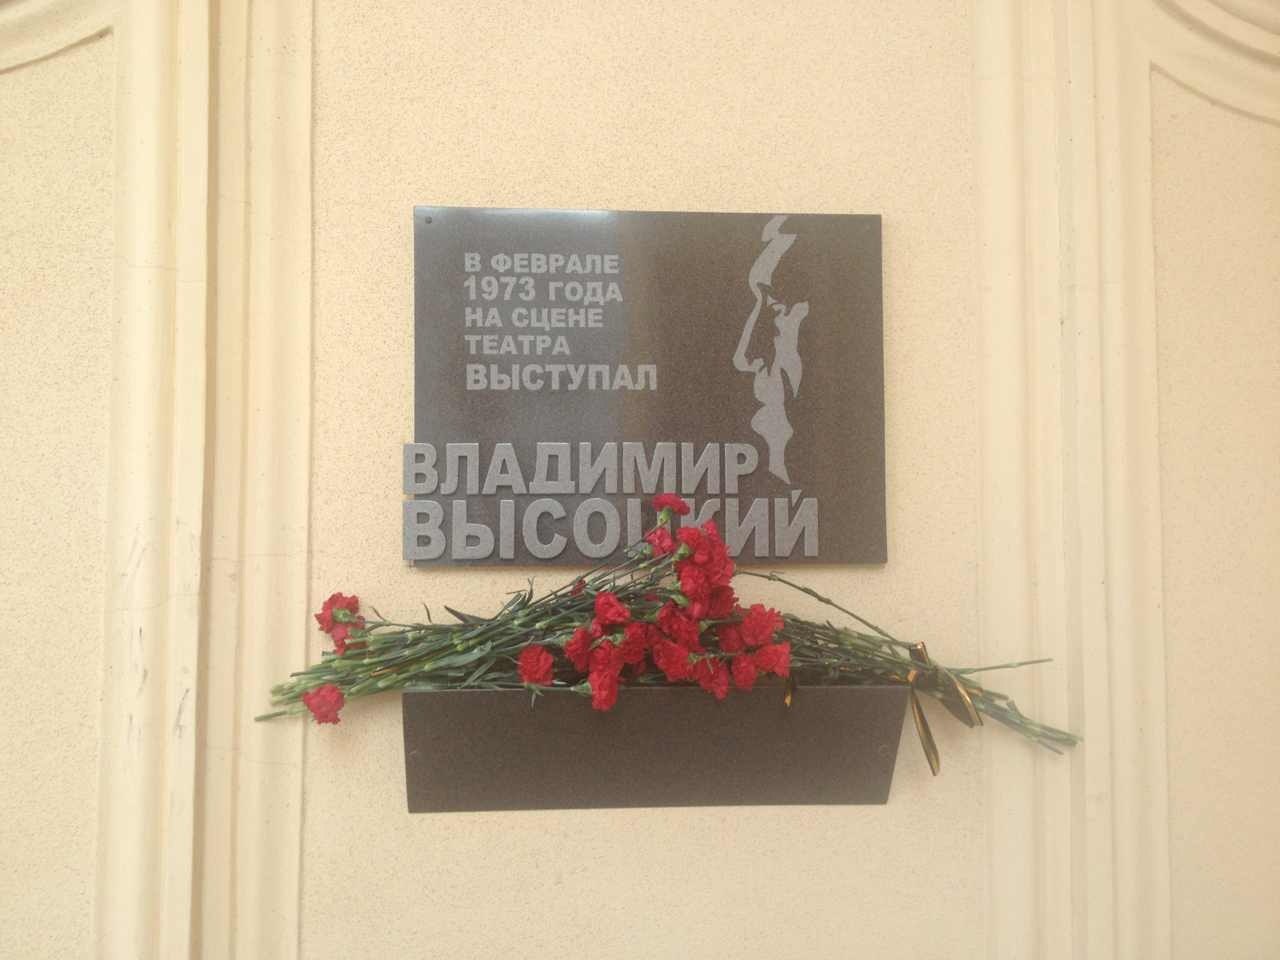 В ФЕВРАЛЕ
1973 ГОДА
НА СЦЕНЕ
ТЕАТРА
ВЫСТУПАЛ
ВЛАДИМИР
ВЫСОЦКИЙ